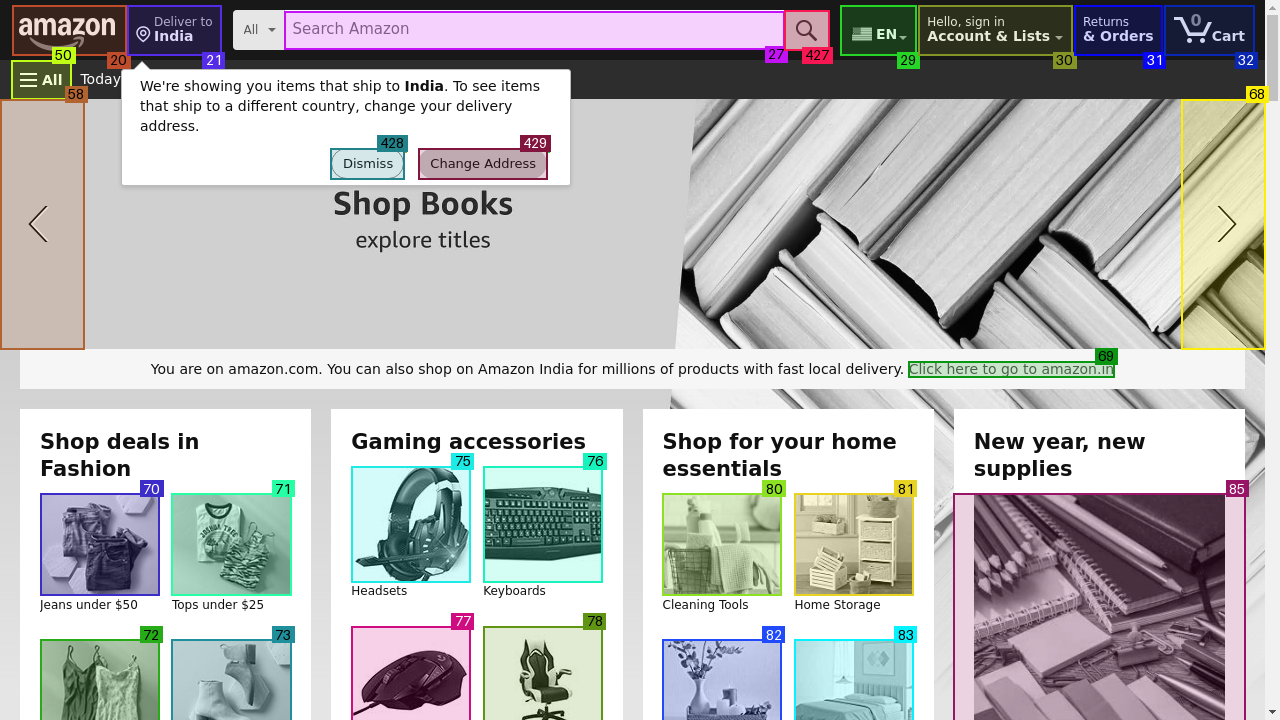 amazon
Deliver to
India
All
Search Amazon
EN
Hello, sign in
Account & Lists
Returns
& Orders
0
Cart
50
20
21
27
427
29
30
31
32
All
Today
58
68
We're showing you items that ship to India. To see items
that ship to a different country, change your delivery
address.
428
429
Dismiss
Change Address
Shop Books
explore titles
69
You are on amazon.com. You can also shop on Amazon India for millions of products with fast local delivery. Click here to go to amazon.in
Shop deals in
Fashion
Gaming accessories
Shop for your home
essentials
New year, new
supplies
70
71
75
76
80
81
85
Jeans under $50
Tops under $25
Headsets
Keyboards
Cleaning Tools
Home Storage
72
73
77
78
82
83